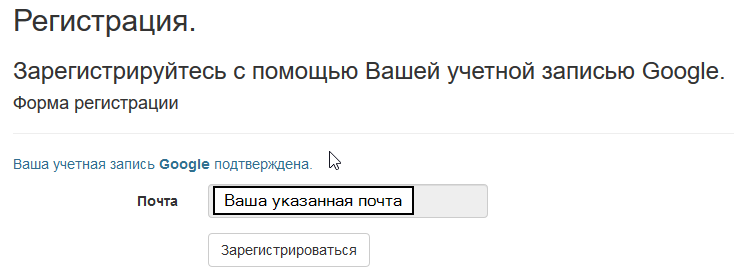 Регистрация.
Зарегистрируйтесь с помощью Вашей учетной записью Google.
Форма регистрации
Ваша учетная запись Google подтверждена.
Почта Ваша указанная почта
Зарегистрироваться